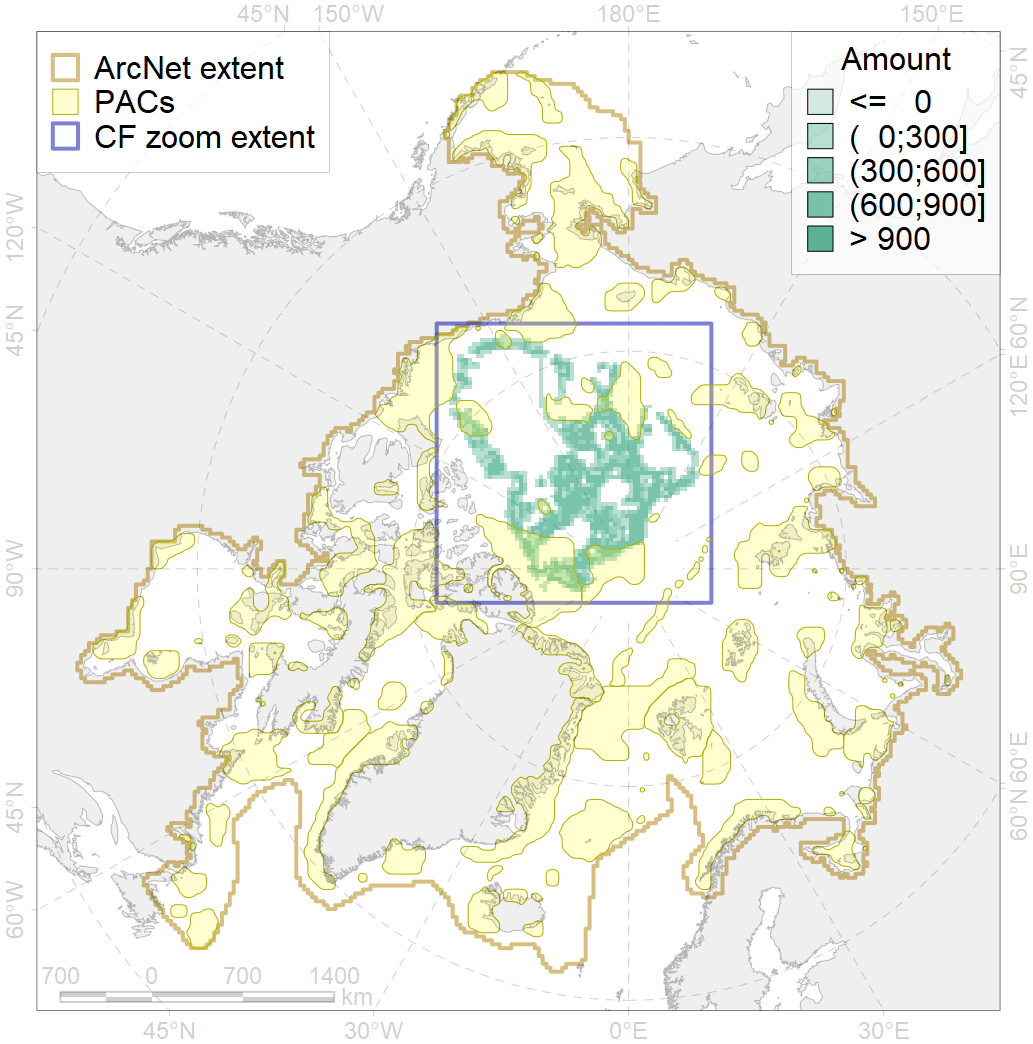 45°N 150°W 180°E 150°E
ArcNet extent
PACs
CF zoom extent
Amount
<= 0
( 0;300]
(300;600]
(600;900]
> 900
45°N
120°W
45°N
60°N
120°E
90°W
90°E
45°N
60°E
60°N
60°W
700 0 700 1400
km
45°N 30°W 0°E 30°E